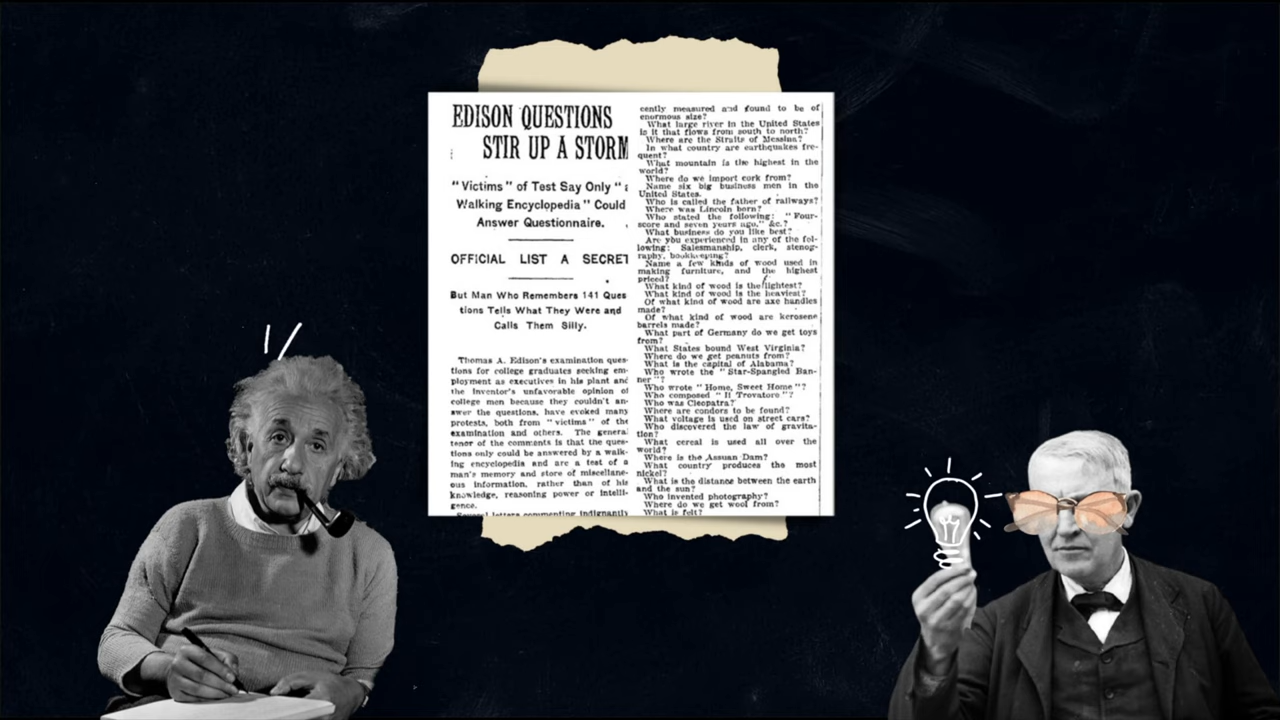 EDISON QUESTIONS
STIR UP A STORM
"Victims" of Test Say Only "a
Walking Encyclopedia" Could
Answer Questionnaire.
OFFICIAL LIST A SECRET
But Man Who Remembers 141 Ques
tions Tells What They Were and
Calls Them Silly.
Thomas A. Edison's examination ques-
tions for college graduates seeking em-
ployment as executives in his plant and
the inventor's unfavorable opinion of
college men because they couldn't an-
swer the questions, have evoked many
protests, both from "victims" of the
examination and others. The general
tenor of the comments is that the ques-
tions only could be answered by a walk-
ing encyclopedia and are a test of a
man's memory and store of miscellane-
ous information, rather than of his
knowledge, reasoning power or intelli-
gence.
Several letters commenting indignantly
cently measured and found to be of
enormous size?
What large river in the United States
is it that flows from south to north?
Where are the Straits of Messina?
In what country are earthquakes fre-
quent?
What mountain is the highest in the
world?
Where do we import cork from?
Name six big business men in the
United States.
Who is called the father of railways?
Where was Lincoln born?
Who stated the following: "Four-
score and seven years ago," &c.?
What business do you like best?
Are you experienced in any of the fol-
lowing: Salesmanship, clerk, stenog-
raphy, bookkeeping?
Name a few kinds of wood used in
making furniture, and the highest
priced?
What kind of wood is the lightest?
What kind of wood is the heaviest?
Of what kind of wood are axe handles
made?
Of what kind of wood are kerosene
barrels made?
What part of Germany do we get toys
from?
What States bound West Virginia?
Where do we get peanuts from?
What is the capital of Alabama?
Who wrote the "Star-Spangled Ban-
ner"?
Who wrote "Home, Sweet Home"?
Who composed "Il Trovatore"?
Who was Cleopatra?
Where are condors to be found?
What voltage is used on street cars?
Who discovered the law of gravita-
tion?
What cereal is used all over the
world?
Where is the Assuan Dam?
What country produces the most
nickel?
What is the distance between the earth
and the sun?
Who invented photography?
Where do we get wool from?
What is felt?